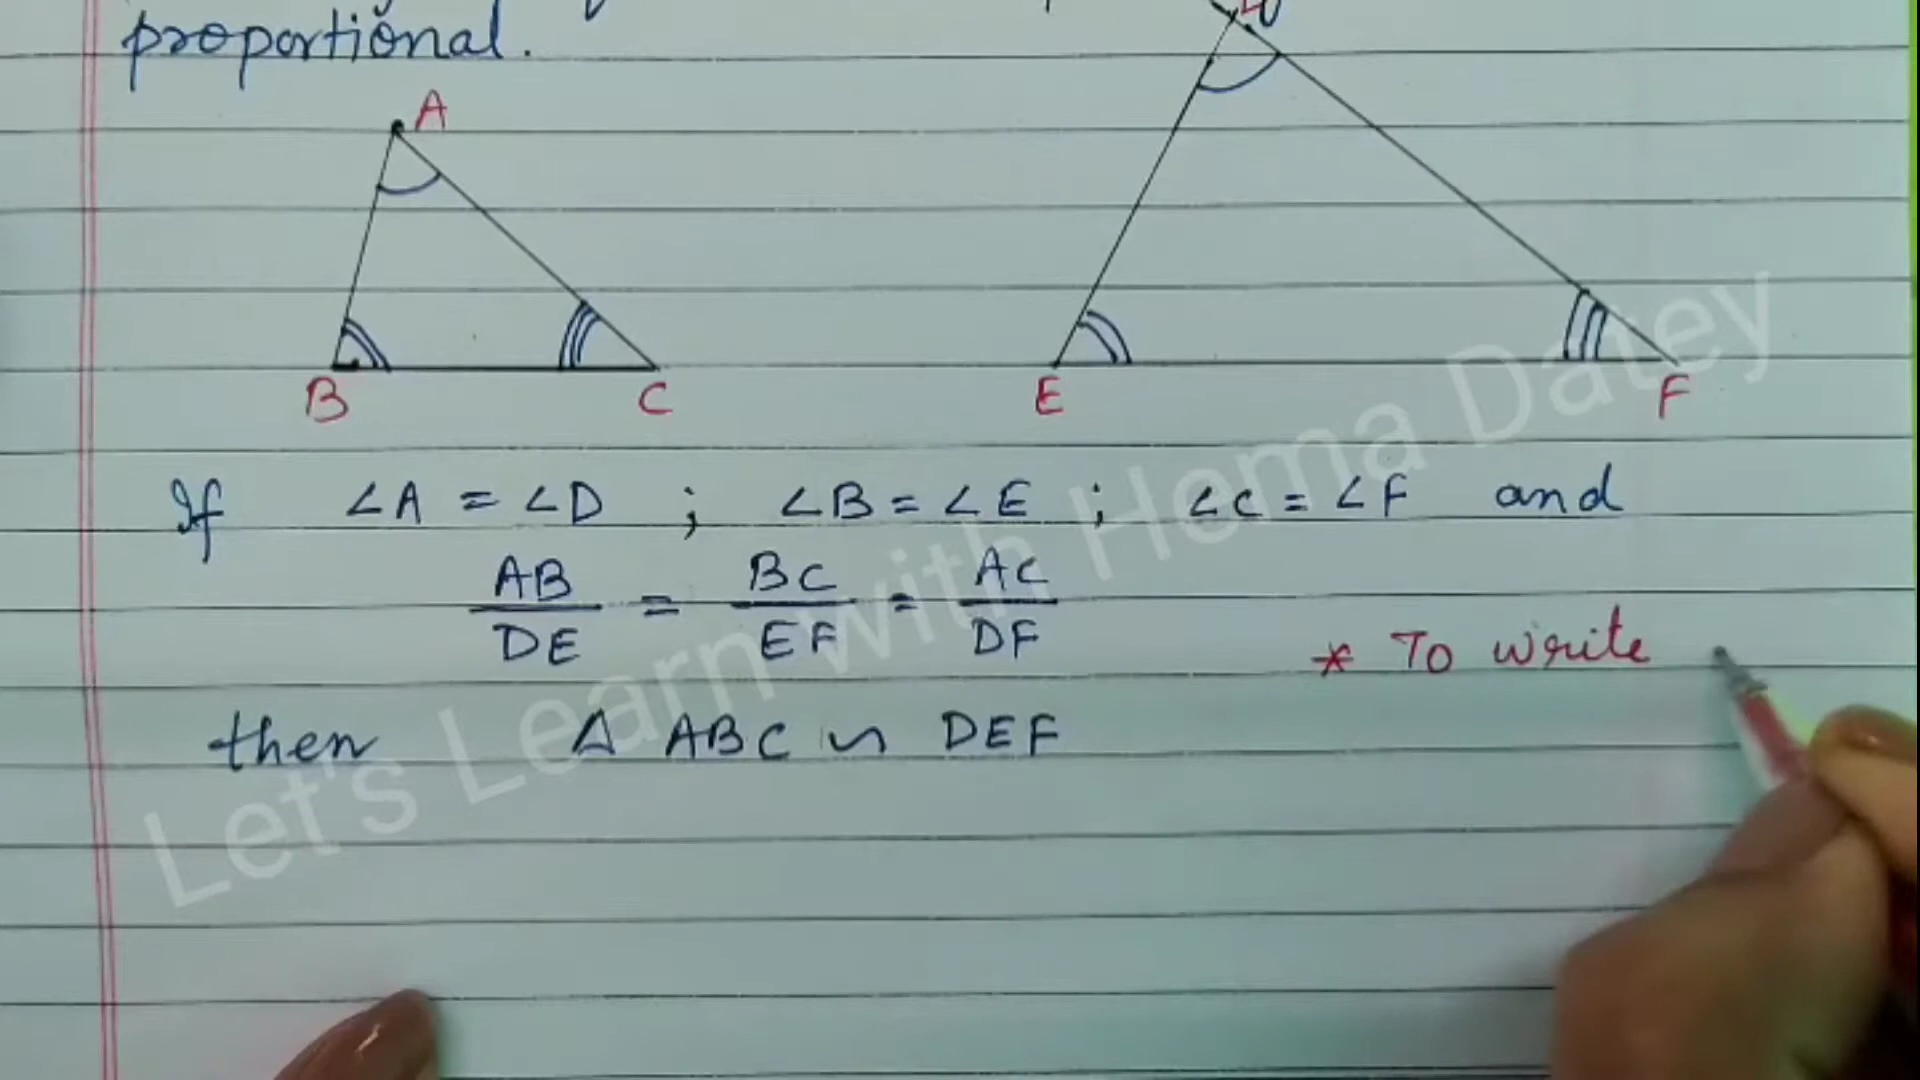 proportional.
A
D
B
C
E
F
If ∠A = ∠D ; ∠B = ∠E ; ∠C = ∠F and
AB/DE = BC/EF = AC/DF
* To write
then Δ ABC ∽ DEF
Let's Learn with Hema Datey